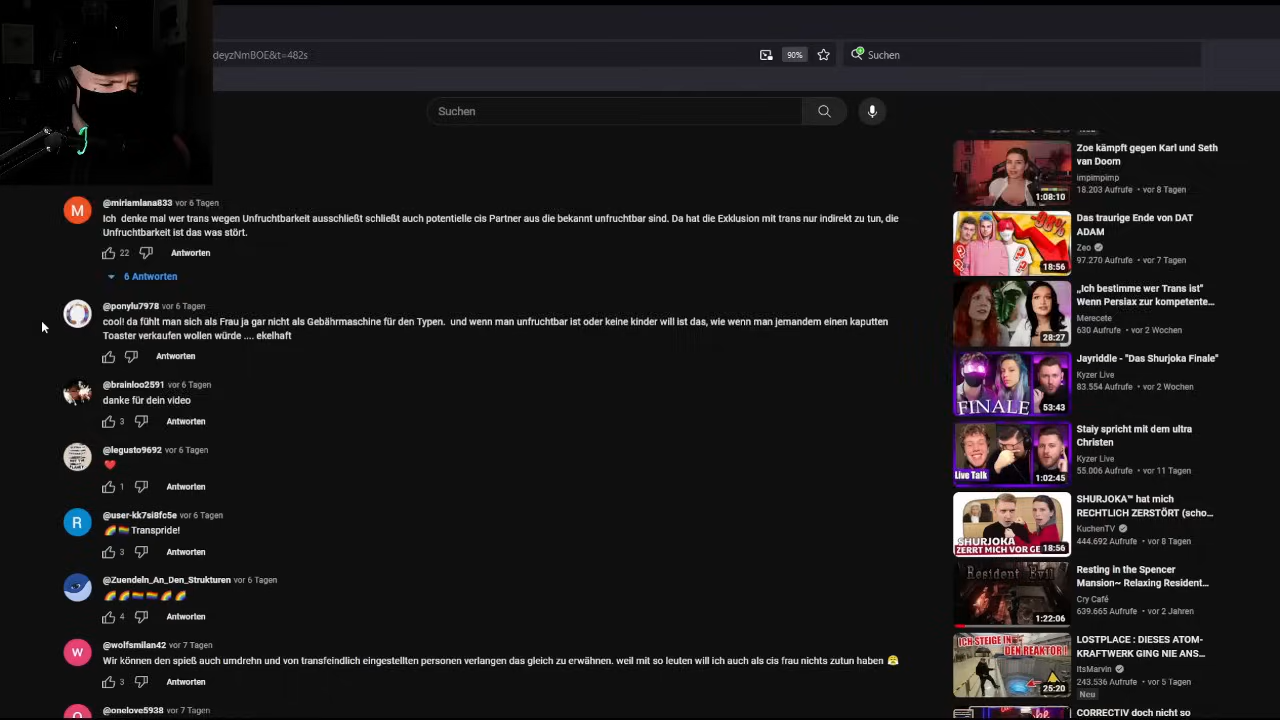 deyzNmBOE&t=482s
90%
Suchen
Suchen
@miriamlana833 vor 6 Tagen
Ich denke mal wer trans wegen Unfruchtbarkeit ausschließt schließt auch potentielle cis Partner aus die bekannt unfruchtbar sind. Da hat die Exklusion mit trans nur indirekt zu tun, die
Unfruchtbarkeit ist das was stört.
22
Antworten
6 Antworten
@ponylu7978 vor 6 Tagen
cool! da fühlt man sich als Frau ja gar nicht als Gebährmaschine für den Typen. und wenn man unfruchtbar ist oder keine kinder will ist das, wie wenn man jemandem einen kaputten
Toaster verkaufen wollen würde .... ekelhaft
Antworten
@brainloo2591 vor 6 Tagen
danke für dein video
3
Antworten
@legusto9692 vor 6 Tagen
❤️
1
Antworten
R
@user-kk7si8fc5e vor 6 Tagen
🌈🏳️‍🌈 Transpride!
3
Antworten
@Zuendeln_An_Den_Strukturen vor 6 Tagen
4
Antworten
W
@wolfsmilan42 vor 7 Tagen
Wir können den spieß auch umdrehn und von transfeindlich eingestellten personen verlangen das gleich zu erwähnen. weil mit so leuten will ich auch als cis frau nichts zutun haben 😤
3
Antworten
@onelove5938 vor 7 Tagen
Zoe kämpft gegen Karl und Seth
van Doom
impimpimp
18.203 Aufrufe • vor 8 Tagen
1:08:10
-98%
Das traurige Ende von DAT
ADAM
Zeo
97.270 Aufrufe • vor 7 Tagen
18:56
„Ich bestimme wer Trans ist"
Wenn Persiax zur kompetente...
Merecete
630 Aufrufe • vor 2 Wochen
28:27
Jayriddle - "Das Shurjoka Finale"
Kyzer Live
83.554 Aufrufe • vor 2 Wochen
FINALE
53:43
Staiy spricht mit dem ultra
Christen
Kyzer Live
55.006 Aufrufe • vor 11 Tagen
Live Talk
1:02:45
SHURJOKA™ hat mich
RECHTLICH ZERSTÖRT (scho...
KuchenTV
444.692 Aufrufe • vor 8 Tagen
SHURJOKA
ZERRT MICH VOR GE
18:56
Resting in the Spencer
Mansion~ Relaxing Resident...
Cry Café
639.665 Aufrufe • vor 2 Jahren
Resident Evil
1:22:06
LOSTPLACE : DIESES ATOM-
KRAFTWERK GING NIE ANS...
ItsMarvin
243.536 Aufrufe • vor 5 Tagen
Neu
ICH STEIGE IN
DEN REAKTOR!
25:20
CORRECTIV doch nicht so